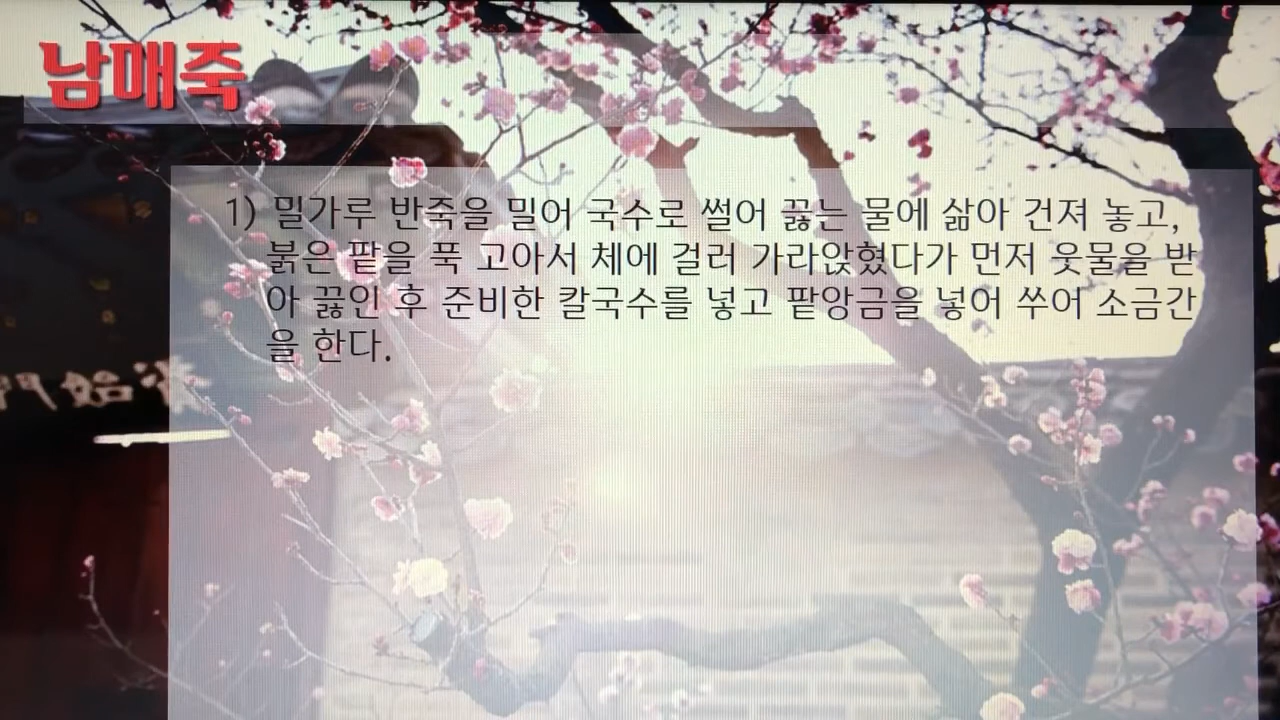 남매죽
1) 밀가루 반죽을 밀어 국수로 썰어 끓는 물에 삶아 건져 놓고,
붉은 팥을 푹 고아서 체에 걸러 가라앉혔다가 먼저 웃물을 받
아 끓인 후 준비한 칼국수를 넣고 팥앙금을 넣어 쑤어 소금간
을 한다.